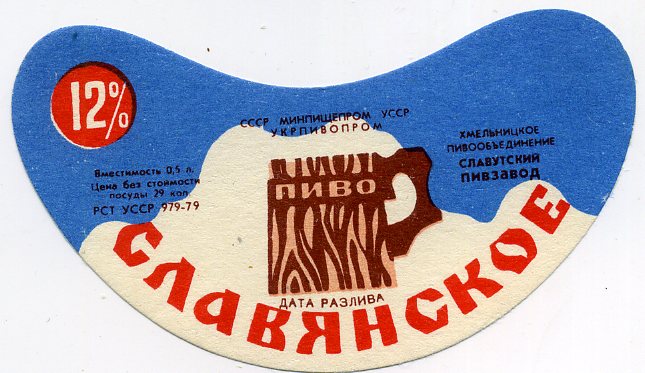 12%
Вместимость 0,5 л.
Цена без стоимости
посуды 29 коп.
РСТ УССР 979-79
СССР МИНПИЩЕПРОМ УССР
УКРПИВОПРОМ
ХМЕЛЬНИЦКОЕ
ПИВООБЪЕДИНЕНИЕ
СЛАВУТСКИЙ
ПИВЗАВОД
ПИВО
ДАТА РАЗЛИВА
СЛАВЯНСКОЕ